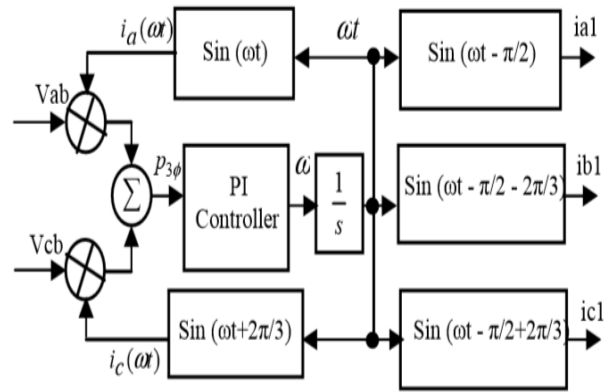 i_a(ωt)
Sin (ωt)
ωt
Sin (ωt - π/2)
ia1
Vab
p_3ϕ
Σ
PI
Controller
ω
1
s
Sin (ωt - π/2 - 2π/3)
ib1
Vcb
i_c(ωt)
Sin (ωt+2π/3)
Sin (ωt - π/2+2π/3)
ic1